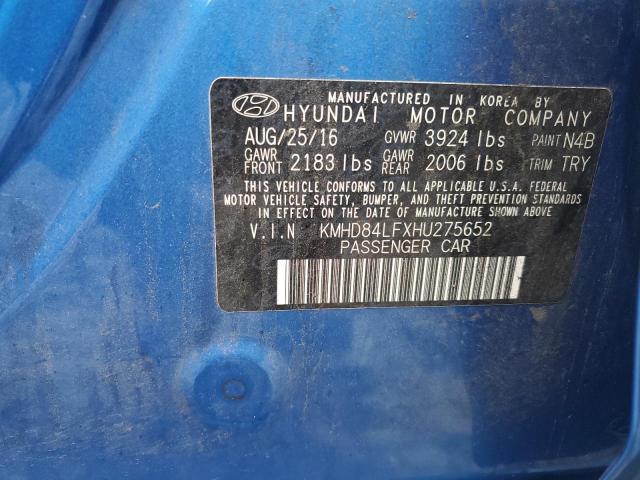 MANUFACTURED IN KOREA BY
HYUNDAI MOTOR COMPANY
AUG/25/16 GVWR 3924 lbs PAINT N4B
GAWR FRONT 2183 lbs GAWR REAR 2006 lbs TRIM TRY
THIS VEHICLE CONFORMS TO ALL APPLICABLE U.S.A. FEDERAL
MOTOR VEHICLE SAFETY, BUMPER, AND THEFT PREVENTION STANDARDS
IN EFFECT ON THE DATE OF MANUFACTURE SHOWN ABOVE
V.I.N KMHD84LFXHU275652
PASSENGER CAR